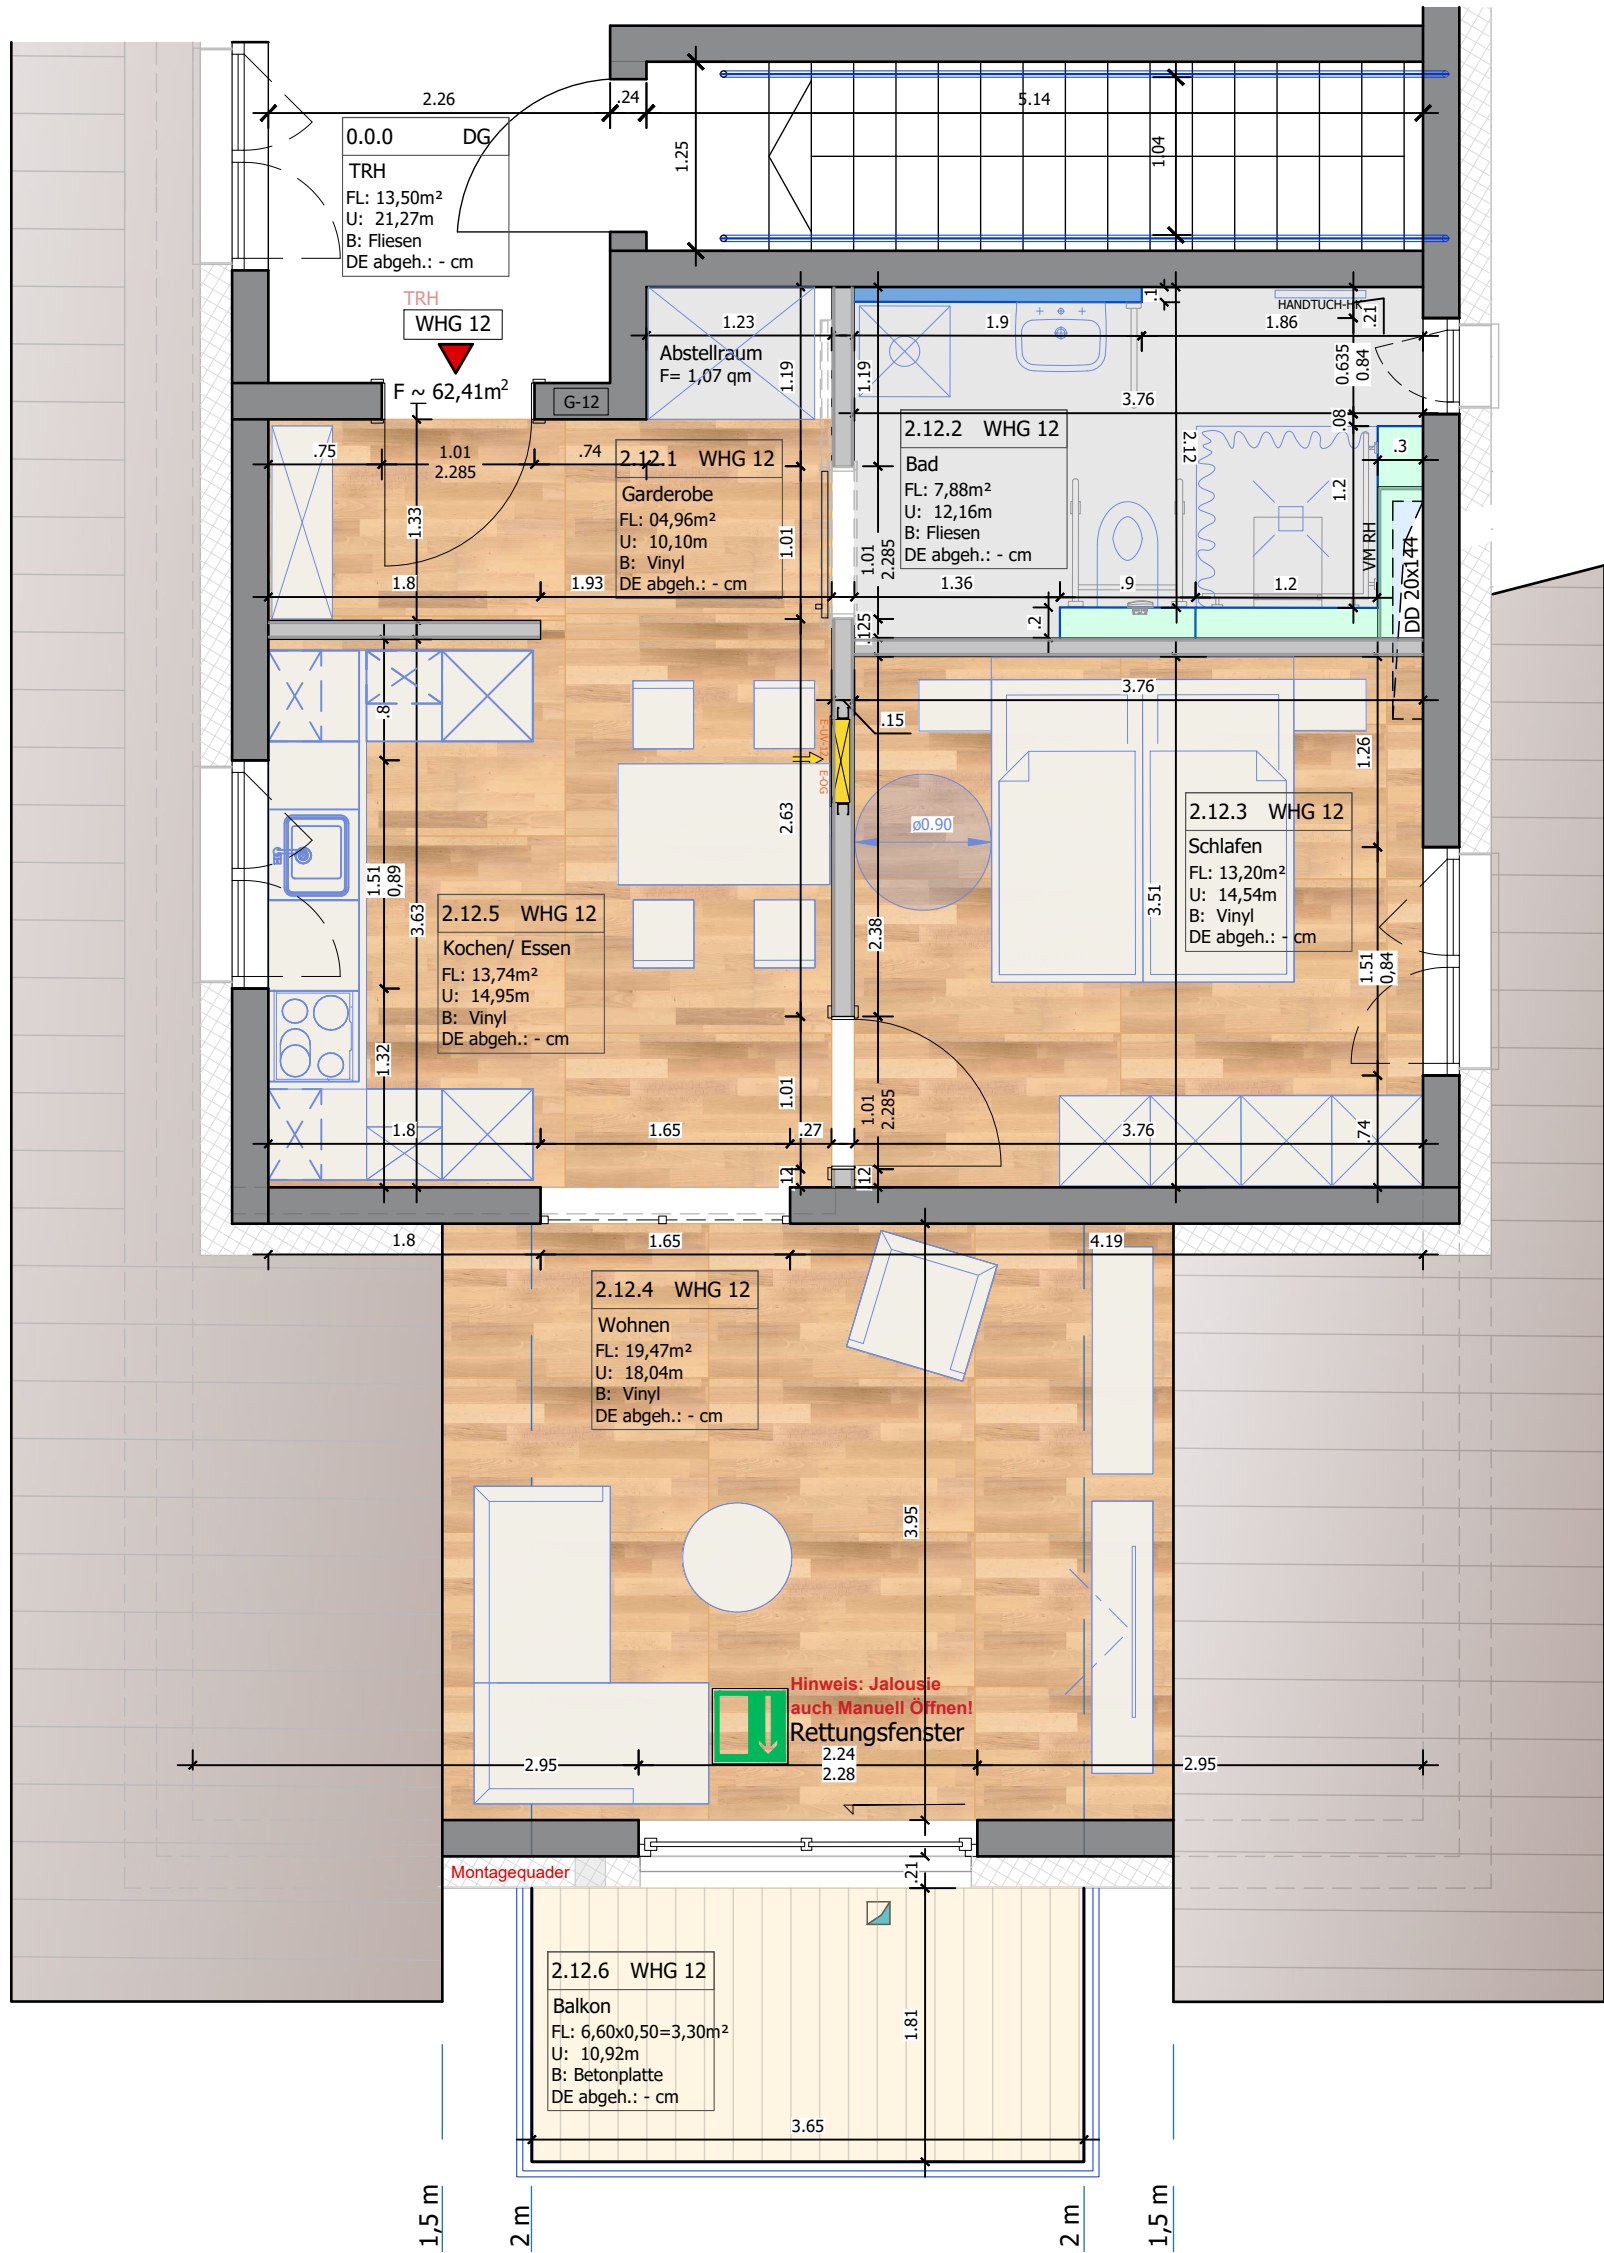 2.26
.24
5.14
1.25
1.04
0.0.0 DG
TRH
FL: 13,50m²
U: 21,27m
B: Fliesen
DE abgeh.: - cm
TRH
WHG 12
F ~ 62,41m²
G-12
Abstellraum
F= 1,07 qm
1.23
1.19
1.19
1.9
.1
1.86
HANDTUCH-HK
.21
0.635
0.84
.08
3.76
.3
2.12
1.2
VM RH
DD 20x144
.75
1.01
2.285
.74
1.33
2.12.1 WHG 12
Garderobe
FL: 04,96m²
U: 10,10m
B: Vinyl
DE abgeh.: - cm
1.01
2.12.2 WHG 12
Bad
FL: 7,88m²
U: 12,16m
B: Fliesen
DE abgeh.: - cm
1.01
2.285
1.8
1.93
1.36
.9
1.2
.2
.125
3.76
.15
E-UV-12
E-OG
.8
2.63
1.26
ø0.90
2.12.3 WHG 12
Schlafen
FL: 13,20m²
U: 14,54m
B: Vinyl
DE abgeh.: - cm
1.51
0,89
3.63
2.38
3.51
1.51
0,84
2.12.5 WHG 12
Kochen/ Essen
FL: 13,74m²
U: 14,95m
B: Vinyl
DE abgeh.: - cm
1.32
1.01
1.01
2.285
1.8
1.65
.27
3.76
.74
12
12
1.8
1.65
4.19
2.12.4 WHG 12
Wohnen
FL: 19,47m²
U: 18,04m
B: Vinyl
DE abgeh.: - cm
3.95
Hinweis: Jalousie
auch Manuell Öffnen!
Rettungsfenster
2.95
2.24
2.28
2.95
Montagequader
.21
2.12.6 WHG 12
Balkon
FL: 6,60x0,50=3,30m²
U: 10,92m
B: Betonplatte
DE abgeh.: - cm
1.81
3.65
1,5 m
2 m
2 m
1,5 m